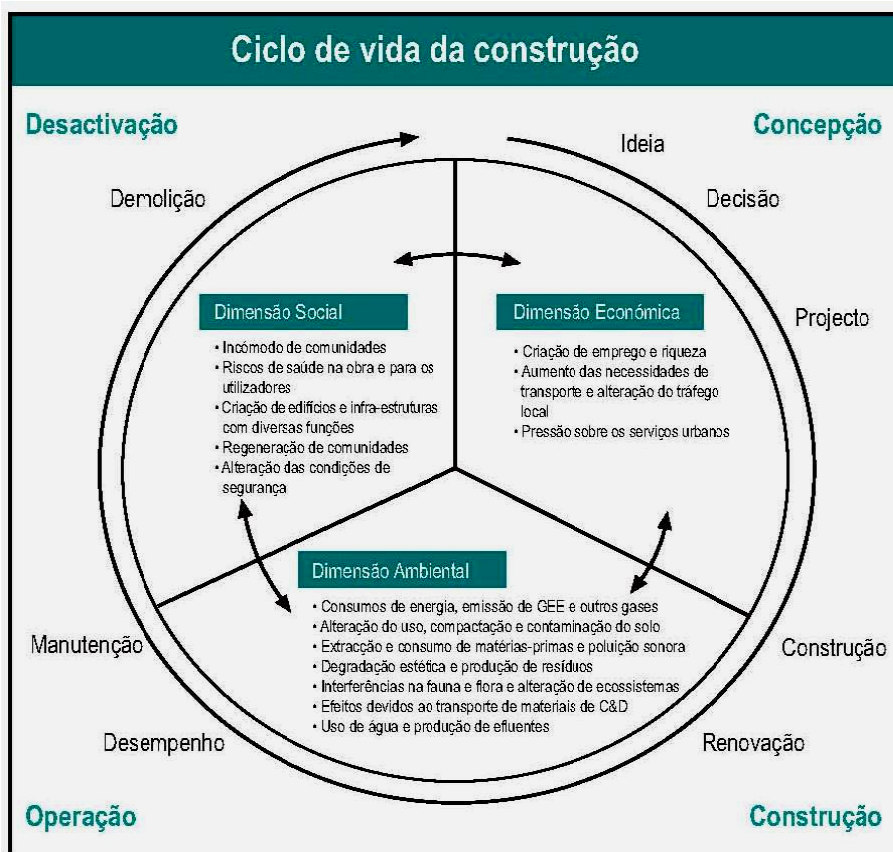 Ciclo de vida da construção
Desactivação
Concepção
Ideia
Demolição
Decisão
Projecto
Dimensão Social
• Incómodo de comunidades
• Riscos de saúde na obra e para os
utilizadores
• Criação de edifícios e infra-estruturas
com diversas funções
• Regeneração de comunidades
• Alteração das condições de
segurança
Dimensão Económica
• Criação de emprego e riqueza
• Aumento das necessidades de
transporte e alteração do tráfego
local
• Pressão sobre os serviços urbanos
Dimensão Ambiental
• Consumos de energia, emissão de GEE e outros gases
• Alteração do uso, compactação e contaminação do solo
• Extracção e consumo de matérias-primas e poluição sonora
• Degradação estética e produção de resíduos
• Interferências na fauna e flora e alteração de ecossistemas
• Efeitos devidos ao transporte de materiais de C&D
• Uso de água e produção de efluentes
Manutenção
Construção
Desempenho
Renovação
Operação
Construção